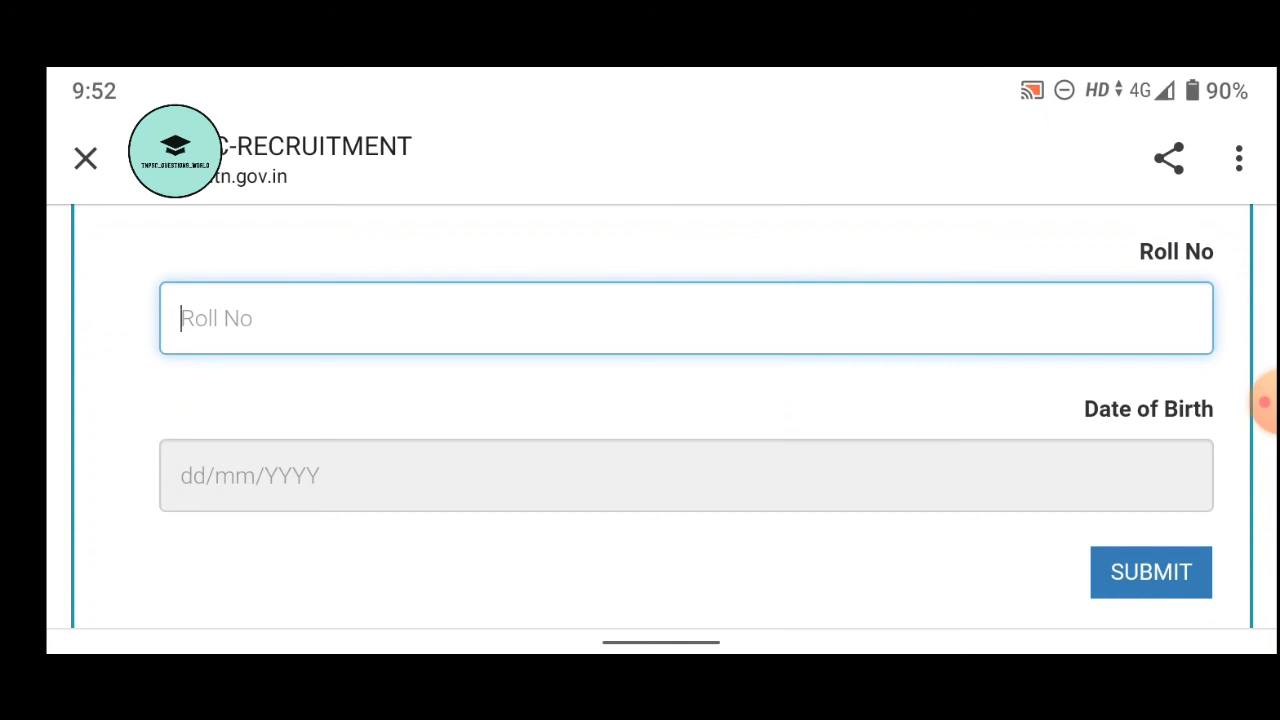 9:52
HD 4G 90%
C-RECRUITMENT
TNPSC_QUESTIONS_WORLD
tn.gov.in
Roll No
Roll No
Date of Birth
dd/mm/YYYY
SUBMIT